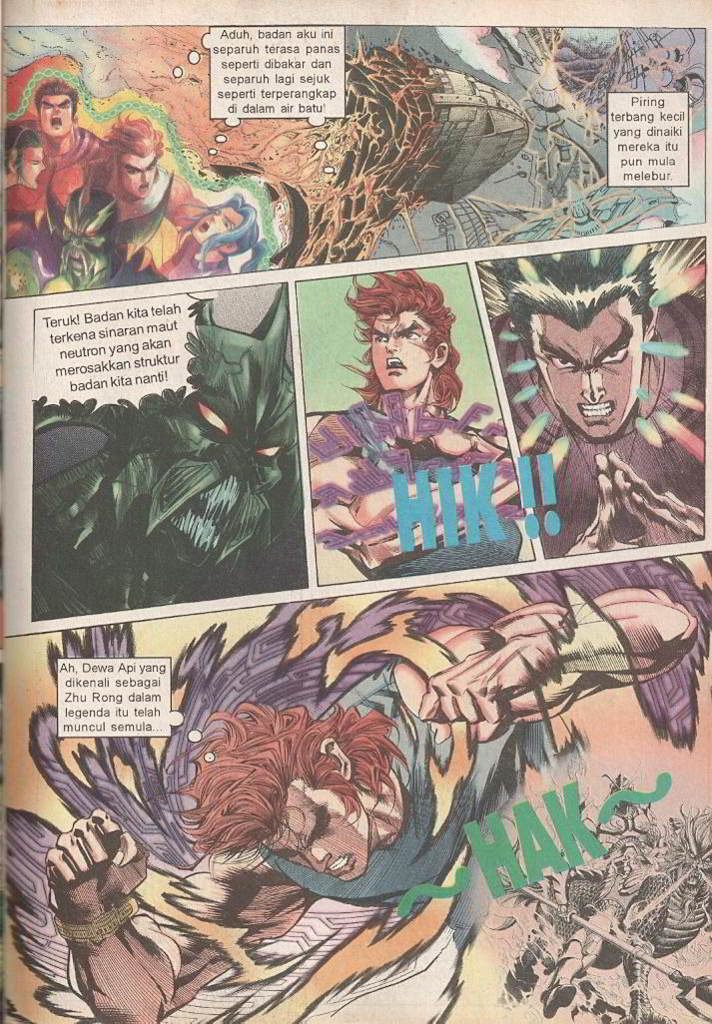 Aduh, badan aku ini
separuh terasa panas
seperti dibakar dan
separuh lagi sejuk
seperti terperangkap
di dalam air batu!
Piring
terbang kecil
yang dinaiki
mereka itu
pun mula
melebur.
Teruk! Badan kita telah
terkena sinaran maut
neutron yang akan
merosakkan struktur
badan kita nanti!
HIK!!
Ah, Dewa Api yang
dikenali sebagai
Zhu Rong dalam
legenda itu telah
muncul semula...
~HAK~